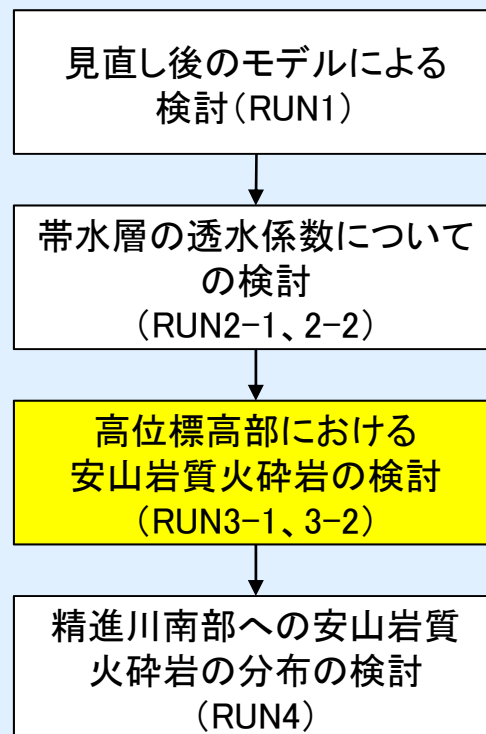 見直し後のモデルによる
検討(RUN1)
帯水層の透水係数について
の検討
(RUN2-1、2-2)
高位標高部における
安山岩質火砕岩の検討
(RUN3-1、3-2)
精進川南部への安山岩質
火砕岩の分布の検討
(RUN4)